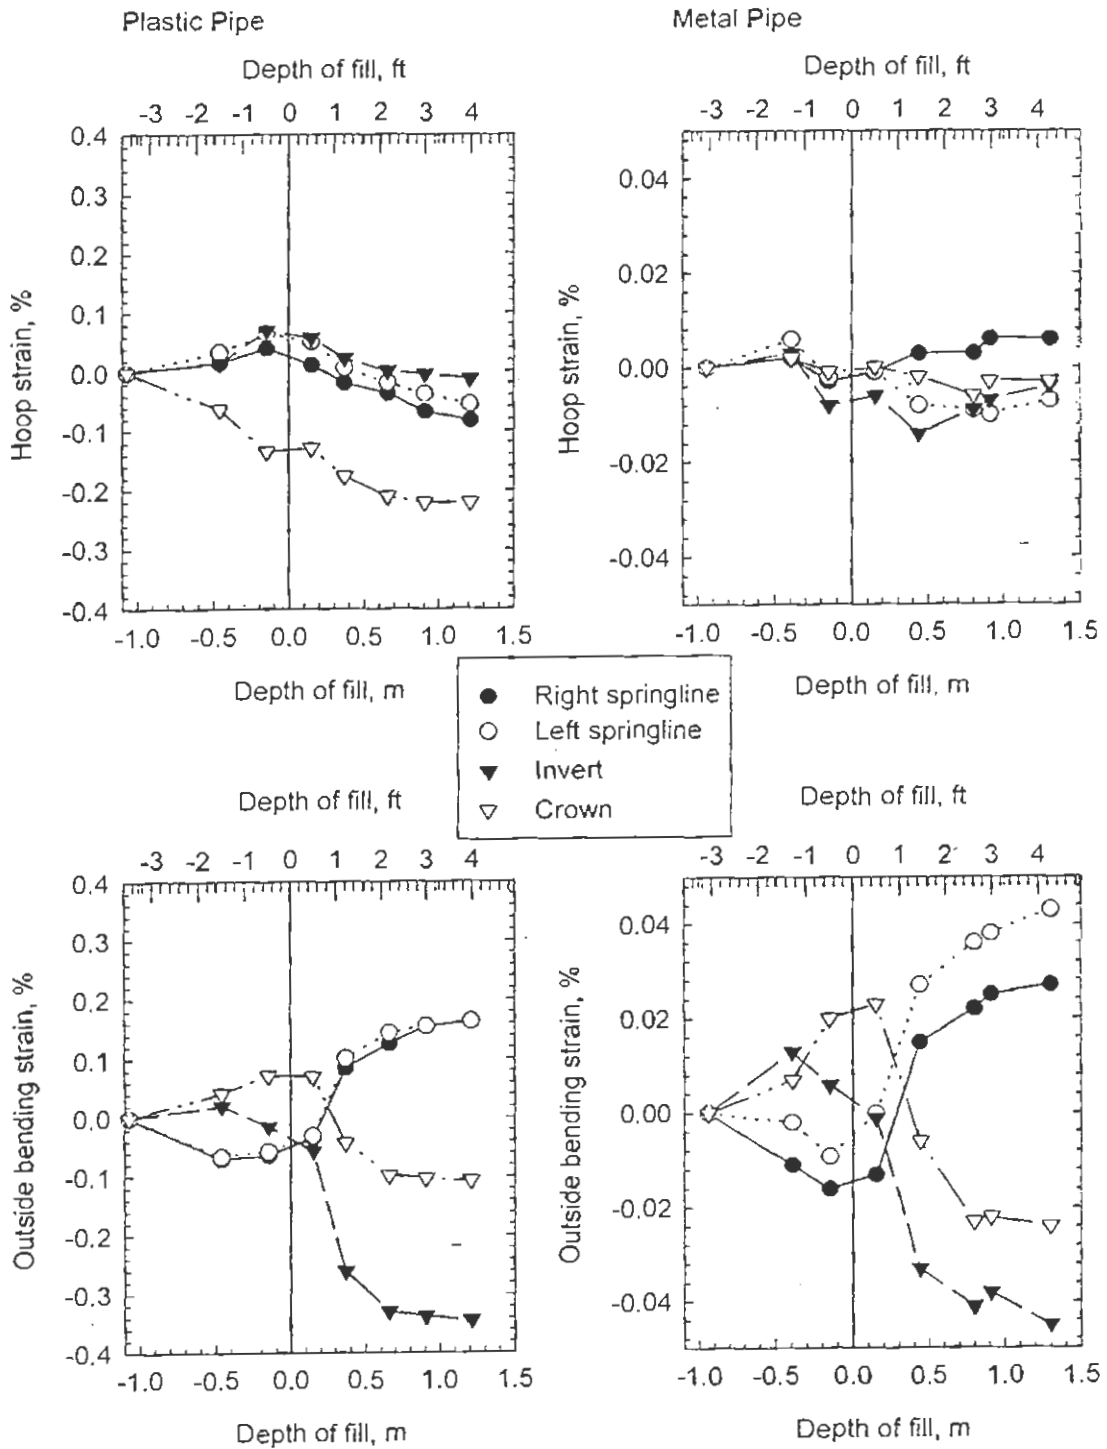 Plastic Pipe
Depth of fill, ft
-3 -2 -1 0 1 2 3 4
0.4
0.3
0.2
0.1
0.0
-0.1
-0.2
-0.3
-0.4
Hoop strain, %
-1.0 -0.5 0.0 0.5 1.0 1.5
Depth of fill, m
Metal Pipe
Depth of fill, ft
-3 -2 -1 0 1 2 3 4
0.04
0.02
0.00
-0.02
-0.04
Hoop strain, %
-1.0 -0.5 0.0 0.5 1.0 1.5
Depth of fill, m
Right springline
Left springline
Invert
Crown
Depth of fill, ft
-3 -2 -1 0 1 2 3 4
0.4
0.3
0.2
0.1
0.0
-0.1
-0.2
-0.3
-0.4
Outside bending strain, %
-1.0 -0.5 0.0 0.5 1.0 1.5
Depth of fill, m
Depth of fill, ft
-3 -2 -1 0 1 2 3 4
0.04
0.02
0.00
-0.02
-0.04
Outside bending strain, %
-1.0 -0.5 0.0 0.5 1.0 1.5
Depth of fill, m